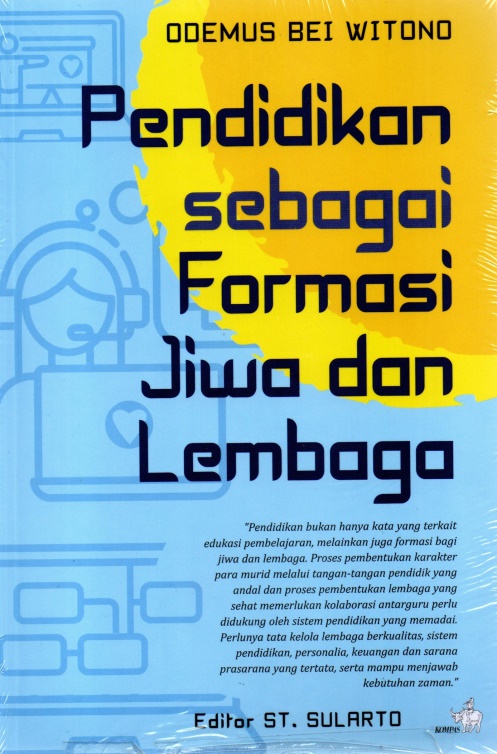 ODEMUS BEI WITONO
Pendidikan
sebagai
Formasi
Jiwa dan
Lembaga
"Pendidikan bukan hanya kata yang terkait
edukasi pembelajaran, melainkan juga formasi bagi
jiwa dan lembaga. Proses pembentukan karakter
para murid melalui tangan-tangan pendidik yang
andal dan proses pembentukan lembaga yang
sehat memerlukan kolaborasi antarguru perlu
didukung oleh sistem pendidikan yang memadai.
Perlunya tata kelola lembaga berkualitas, sistem
pendidikan, personalia, keuangan dan sarana
prasarana yang tertata, serta mampu menjawab
kebutuhan zaman."
Editor ST. SULARTO
KOMPAS